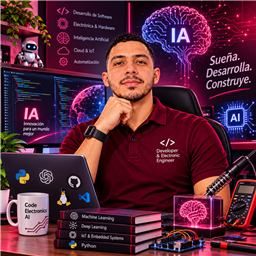 Desarrollo de Software
Electrónica & Hardware
Inteligencia Artificial
Cloud & IoT
Automatización
IA
Sueña.
Desarrolla.
Construye.
IA
Innovación
para un mundo
mejor
AI
</>
Developer
& Electronic
Engineer
Code
Electronics
AI
Machine Learning
Deep Learning
IoT & Embedded Systems
Python